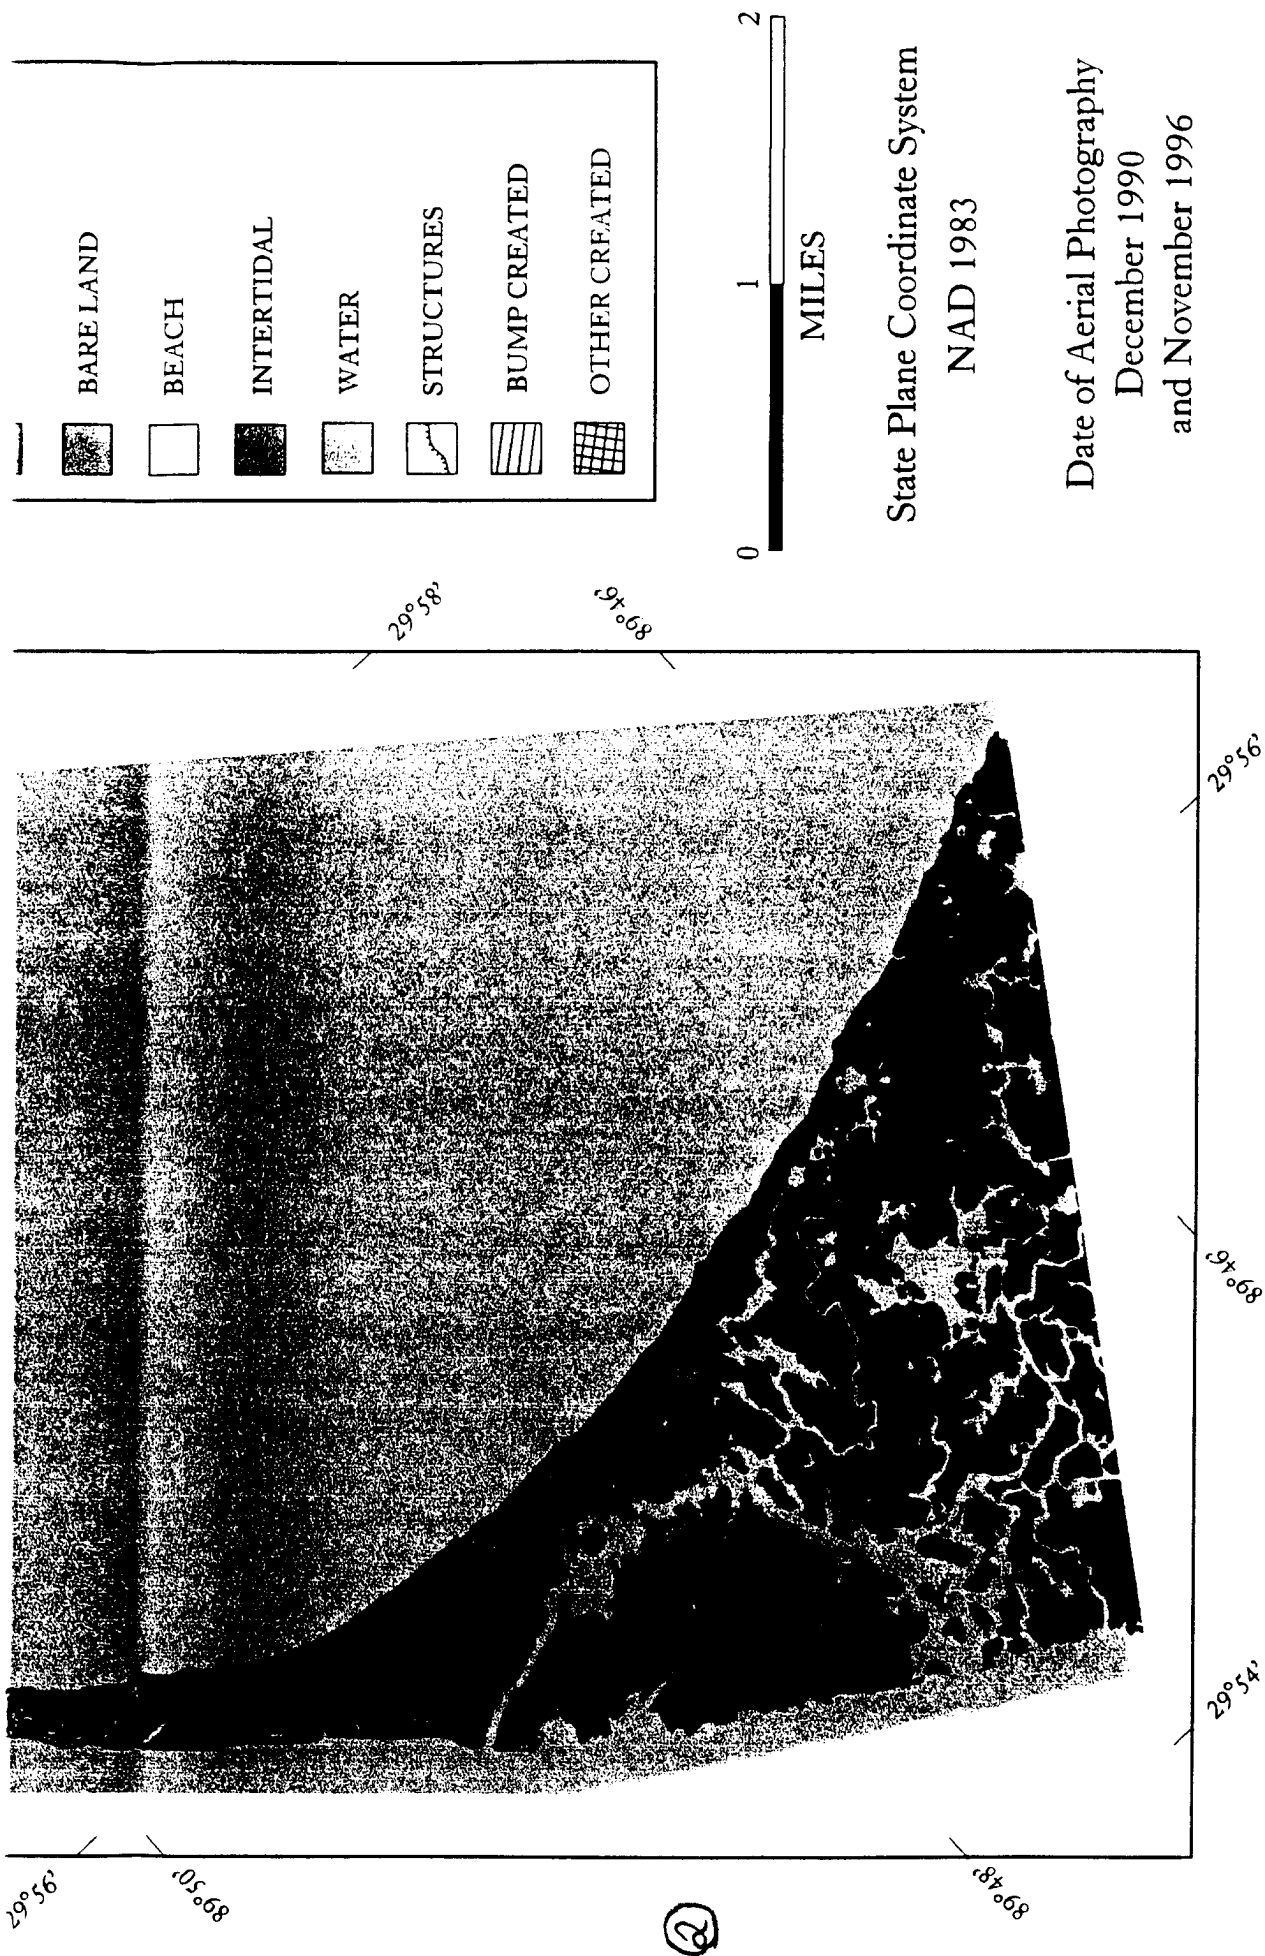 BARE LAND
BEACH
INTERTIDAL
WATER
STRUCTURES
BUMP CREATED
OTHER CREATED
0 1 2
MILES
State Plane Coordinate System
NAD 1983
Date of Aerial Photography
December 1990
and November 1996
29°58'
89°46'
29°56'
89°46'
29°54'
89°48'
89°50'
29°56'
2